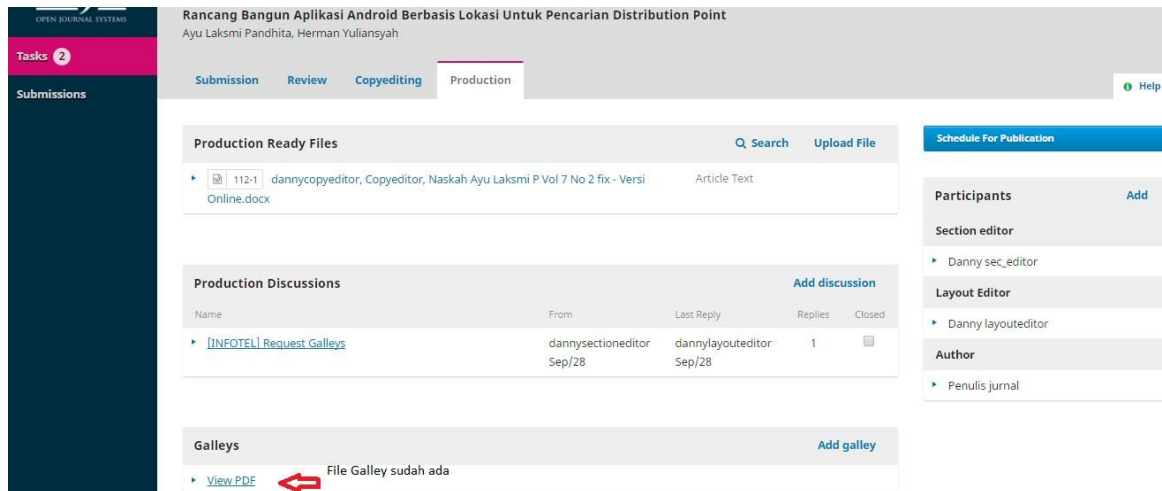 OPEN JOURNAL SYSTEMS
Tasks 2
Submissions
Rancang Bangun Aplikasi Android Berbasis Lokasi Untuk Pencarian Distribution Point
Ayu Laksmi Pandhita, Herman Yuliansyah
Submission Review Copyediting Production
Help
Production Ready Files Search Upload File
112-1 dannycopyeditor, Copyeditor, Naskah Ayu Laksmi P Vol 7 No 2 fix - Versi Article Text
Online.docx
Production Discussions Add discussion
Name From Last Reply Replies Closed
[INFOTEL] Request Galleys dannysectioneditor dannylayouteditor 1
Sep/28 Sep/28
Galleys Add galley
View PDF File Galley sudah ada
Schedule For Publication
Participants Add
Section editor
Danny sec_editor
Layout Editor
Danny layouteditor
Author
Penulis jurnal